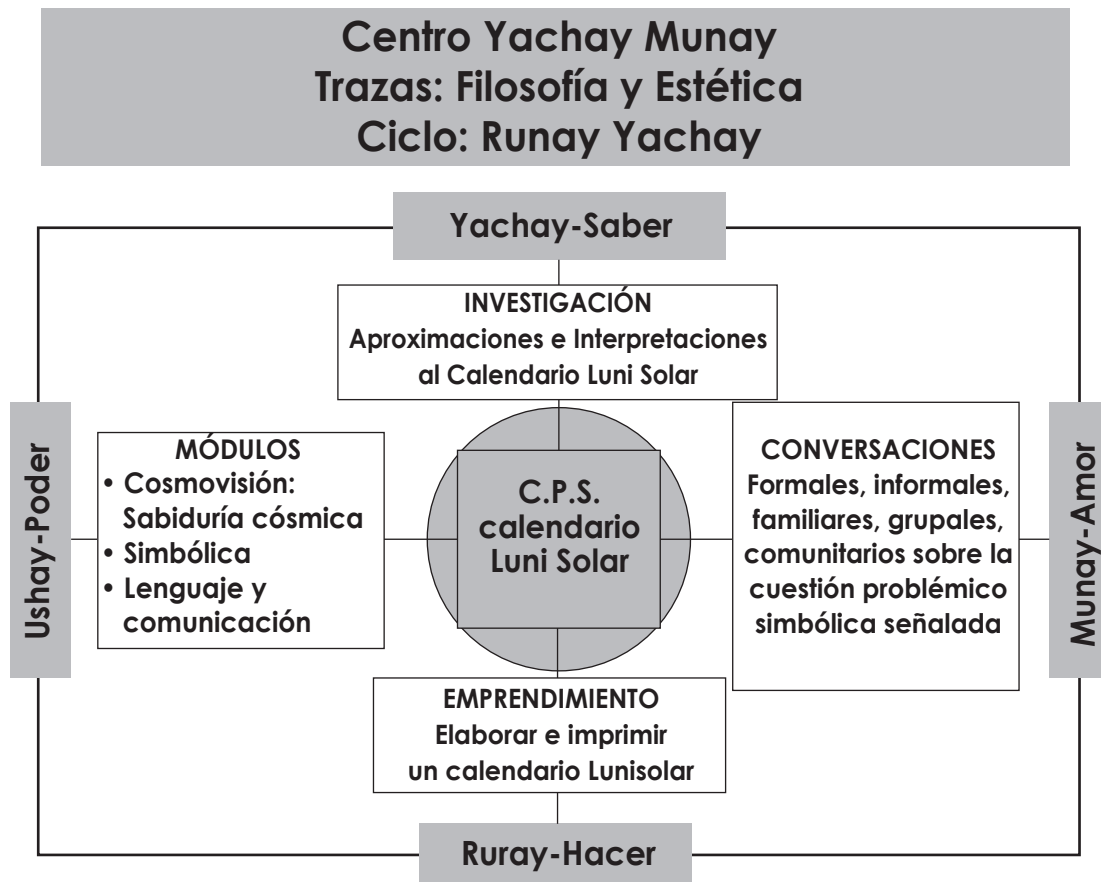 Centro Yachay Munay
Trazas: Filosofía y Estética
Ciclo: Runay Yachay
Yachay-Saber
INVESTIGACIÓN
Aproximaciones e Interpretaciones
al Calendario Luni Solar
Ushay-Poder
MÓDULOS
• Cosmovisión:
Sabiduría cósmica
• Simbólica
• Lenguaje y
comunicación
C.P.S.
calendario
Luni Solar
CONVERSACIONES
Formales, informales,
familiares, grupales,
comunitarios sobre la
cuestión problémico
simbólica señalada
Munay-Amor
EMPRENDIMIENTO
Elaborar e imprimir
un calendario Lunisolar
Ruray-Hacer